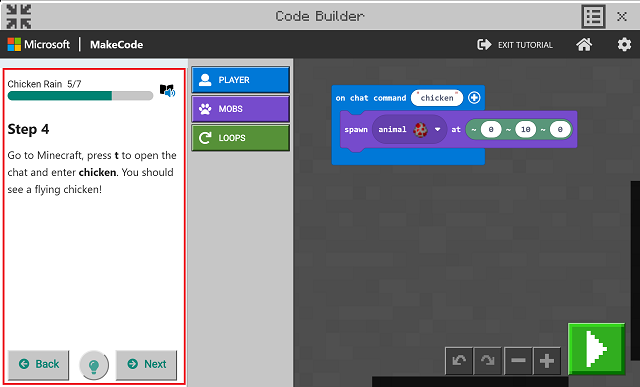 Code Builder
Microsoft | MakeCode
EXIT TUTORIAL
Chicken Rain 5/7
Step 4
Go to Minecraft, press t to open the
chat and enter chicken. You should
see a flying chicken!
Back
Next
PLAYER
MOBS
LOOPS
on chat command "chicken"
spawn animal at ~ 0 ~ 10 ~ 0